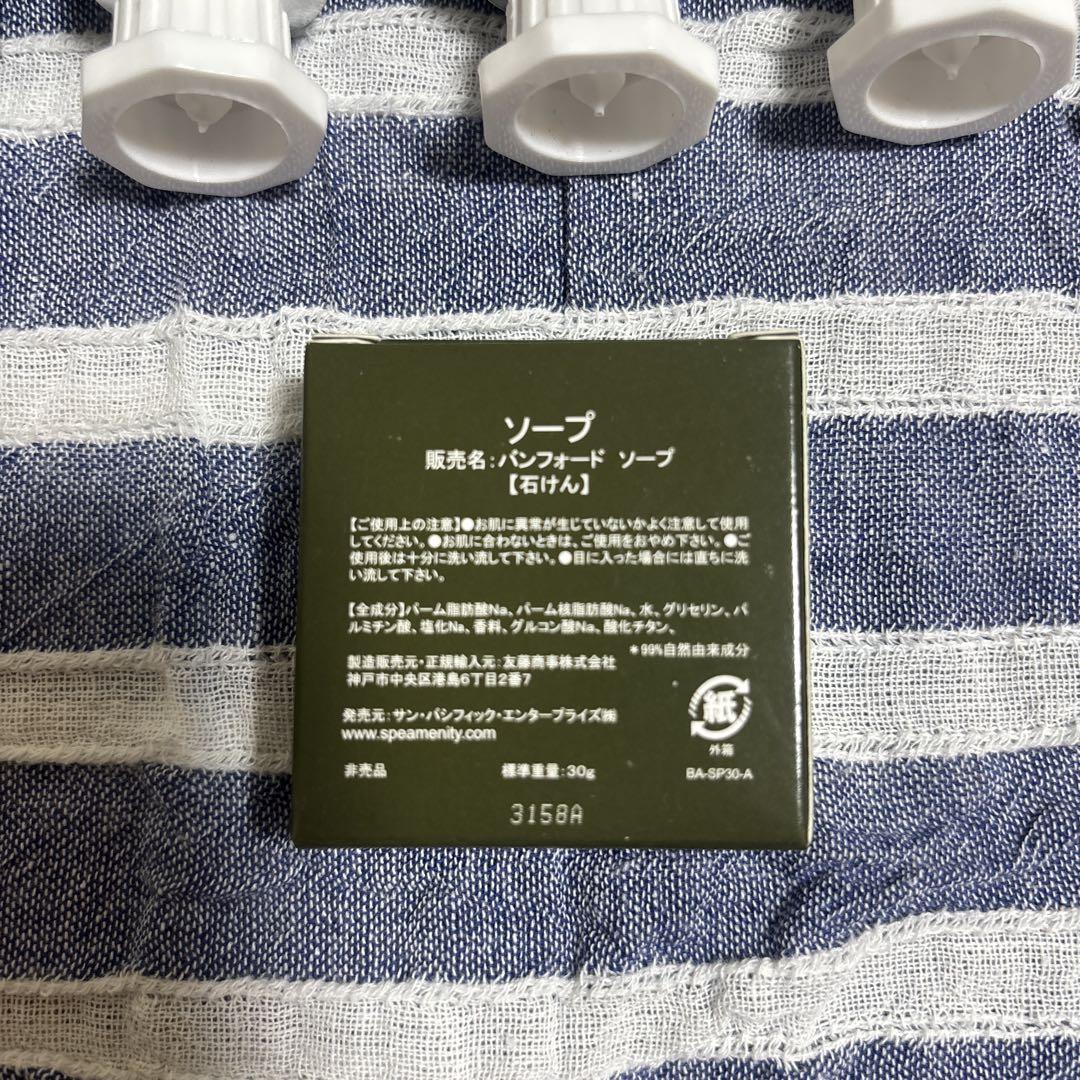 ソープ
販売名：バンフォード ソープ
【石けん】
【ご使用上の注意】●お肌に異常が生じていないかよく注意して使用
してください。●お肌に合わないときは、ご使用をおやめ下さい。●ご
使用後は十分に洗い流して下さい。●目に入った場合には直ちに洗
い流して下さい。
【全成分】パーム脂肪酸Na、パーム核脂肪酸Na、水、グリセリン、パ
ルミチン酸、塩化Na、香料、グルコン酸Na、酸化チタン、
*99%自然由来成分
製造販売元・正規輸入元：友藤商事株式会社
神戸市中央区港島6丁目2番7
発売元：サン・パシフィック・エンタープライズ㈱
www.speamenity.com
紙
外箱
非売品 標準重量：30g BA-SP30-A
3158A